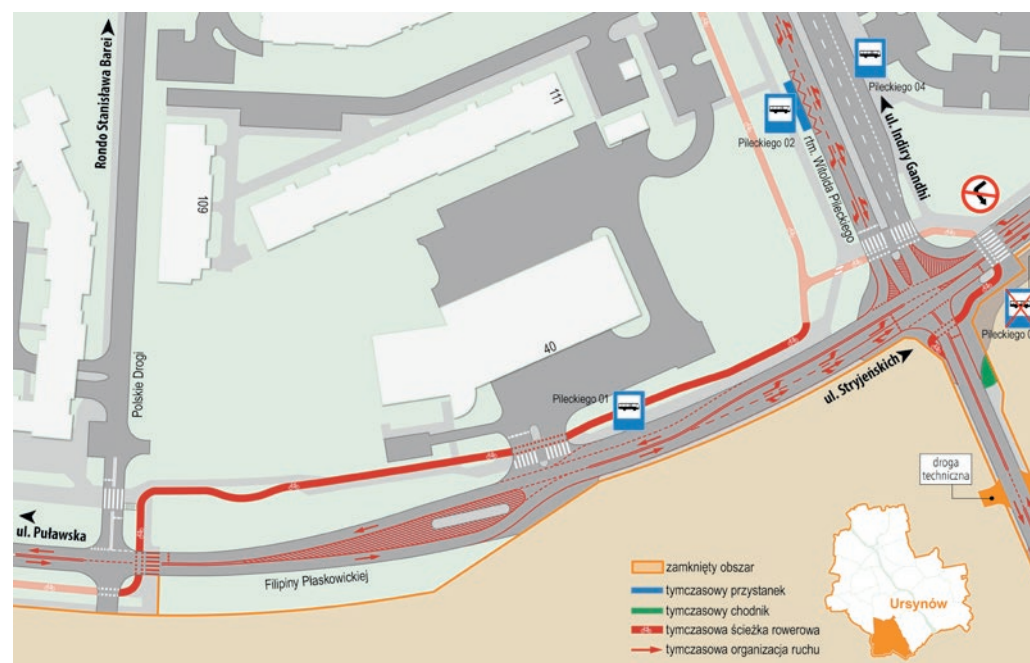 Rondo Stanisława Barei
111
109
Pileckiego 04
ul. Indiry Gandhi
Pileckiego 02
rtm. Witolda Pileckiego
Polskie Drogi
40
Pileckiego 01
ul. Stryjeńskich
Pileckiego
droga
techniczna
ul. Puławska
Filipiny Płaskowickiej
Ursynów
zamknięty obszar
tymczasowy przystanek
tymczasowy chodnik
tymczasowa ścieżka rowerowa
tymczasowa organizacja ruchu